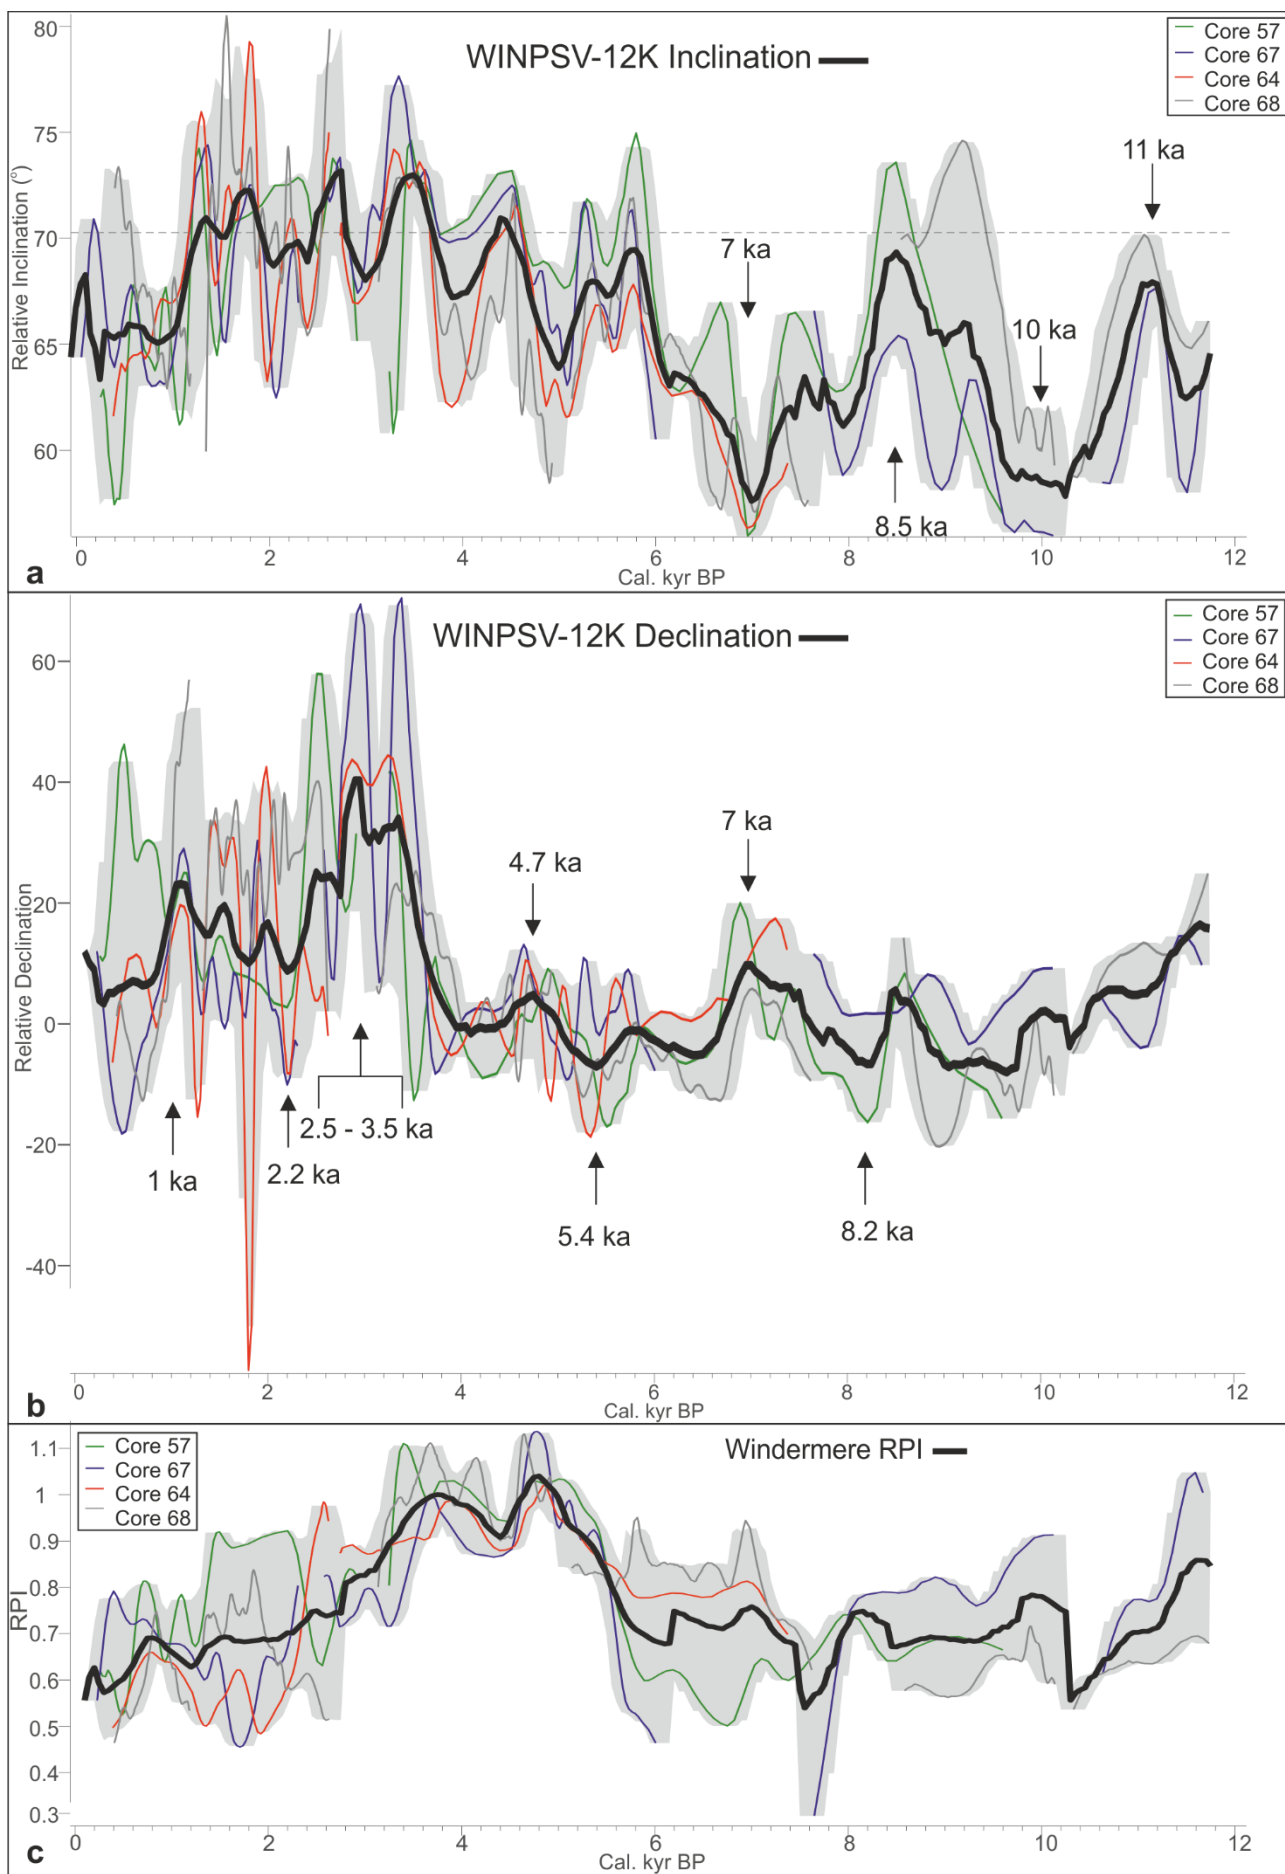 WINPSV-12K Inclination
Core 57
Core 67
Core 64
Core 68
Relative Inclination (°)
80
75
70
65
60
11 ka
7 ka
10 ka
8.5 ka
0 2 4 6 8 10 12
Cal. kyr BP
a
WINPSV-12K Declination
Core 57
Core 67
Core 64
Core 68
Relative Declination
60
40
20
0
-20
-40
7 ka
4.7 ka
2.5 - 3.5 ka
1 ka
2.2 ka
5.4 ka
8.2 ka
0 2 4 6 8 10 12
Cal. kyr BP
b
Core 57
Core 67
Core 64
Core 68
Windermere RPI
RPI
1.1
1
0.9
0.8
0.7
0.6
0.5
0.4
0.3
0 2 4 6 8 10 12
Cal. kyr BP
c